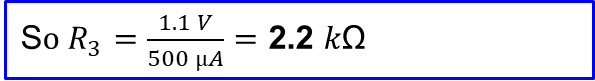 So R₃ = 1.1 V / 500 μA = 2.2 kΩ